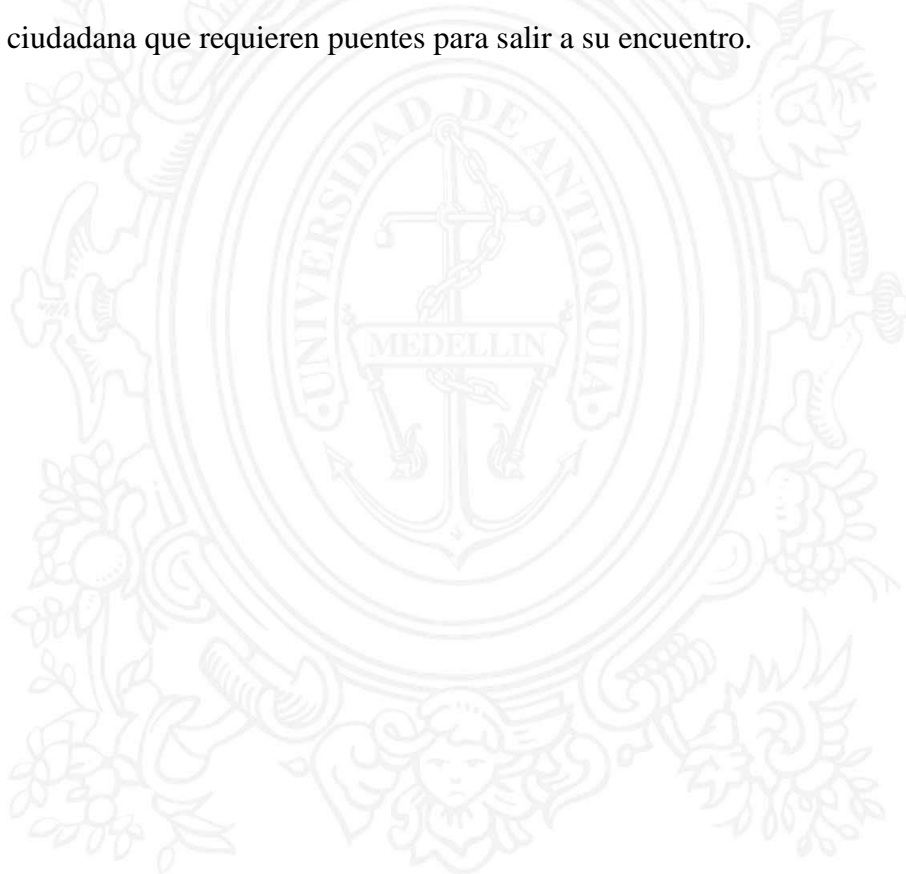 ciudadana que requieren puentes para salir a su encuentro.
UNIVERSIDAD DE ANTIOQUIA
MEDELLIN